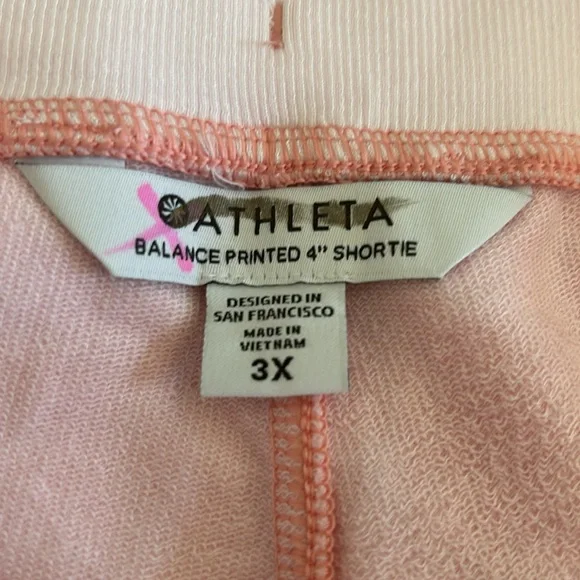 ATHLETA
BALANCE PRINTED 4" SHORTIE
DESIGNED IN
SAN FRANCISCO
MADE IN
VIETNAM
3X